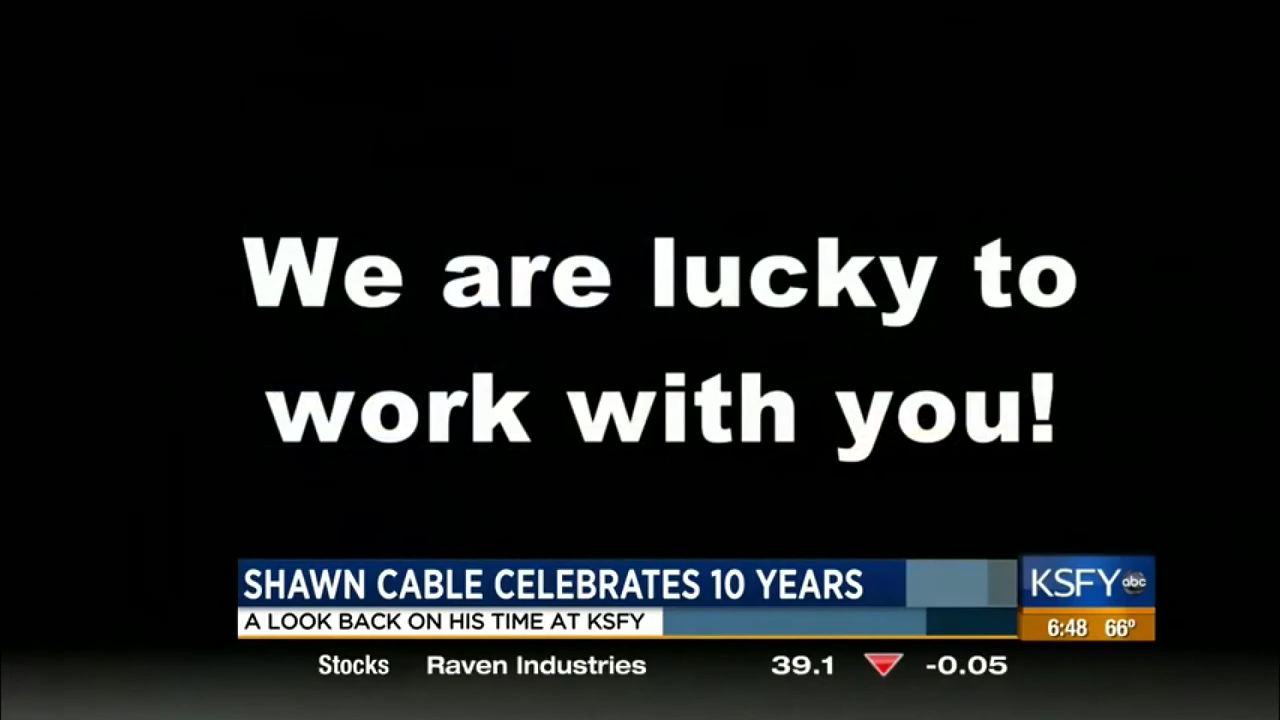 We are lucky to
work with you!
SHAWN CABLE CELEBRATES 10 YEARS
KSFY abc
A LOOK BACK ON HIS TIME AT KSFY
6:48 66º
Stocks Raven Industries 39.1 -0.05